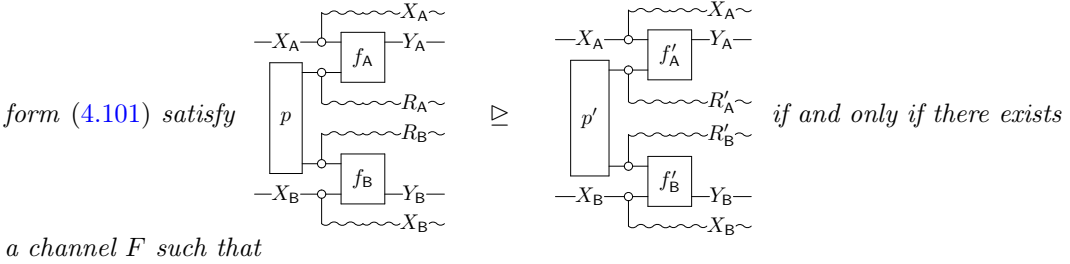 X_A X_A
X_A Y_A X_A Y_A
f_A f'_A
form (4.101) satisfy p R_A ⊵ p' R'_A if and only if there exists
R_B R'_B
f_B f'_B
X_B Y_B X_B Y_B
X_B X_B
a channel F such that